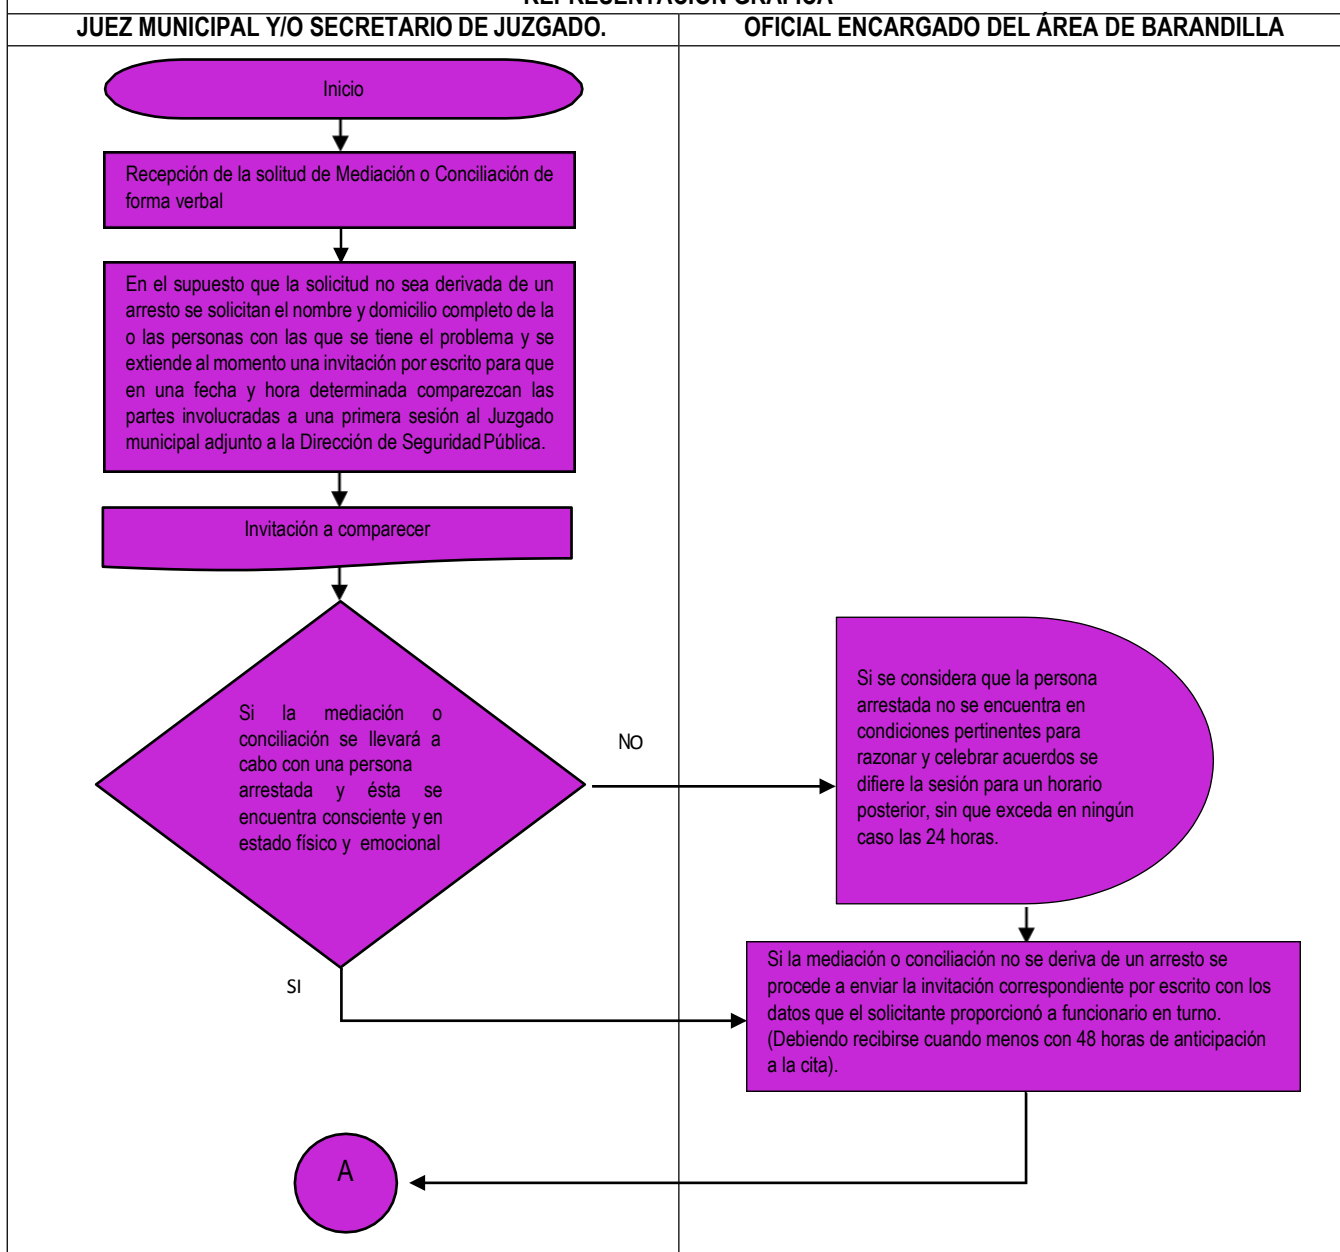 REPRESENTACIÓN GRÁFICA
JUEZ MUNICIPAL Y/O SECRETARIO DE JUZGADO.
OFICIAL ENCARGADO DEL ÁREA DE BARANDILLA
Inicio
Recepción de la solitud de Mediación o Conciliación de
forma verbal
En el supuesto que la solicitud no sea derivada de un
arresto se solicitan el nombre y domicilio completo de la
o las personas con las que se tiene el problema y se
extiende al momento una invitación por escrito para que
en una fecha y hora determinada comparezcan las
partes involucradas a una primera sesión al Juzgado
municipal adjunto a la Dirección de Seguridad Pública.
Invitación a comparecer
Si la mediación o
conciliación se llevará a
cabo con una persona
arrestada y ésta se
encuentra consciente y en
estado físico y emocional
NO
Si se considera que la persona
arrestada no se encuentra en
condiciones pertinentes para
razonar y celebrar acuerdos se
difiere la sesión para un horario
posterior, sin que exceda en ningún
caso las 24 horas.
SI
Si la mediación o conciliación no se deriva de un arresto se
procede a enviar la invitación correspondiente por escrito con los
datos que el solicitante proporcionó a funcionario en turno.
(Debiendo recibirse cuando menos con 48 horas de anticipación
a la cita).
A